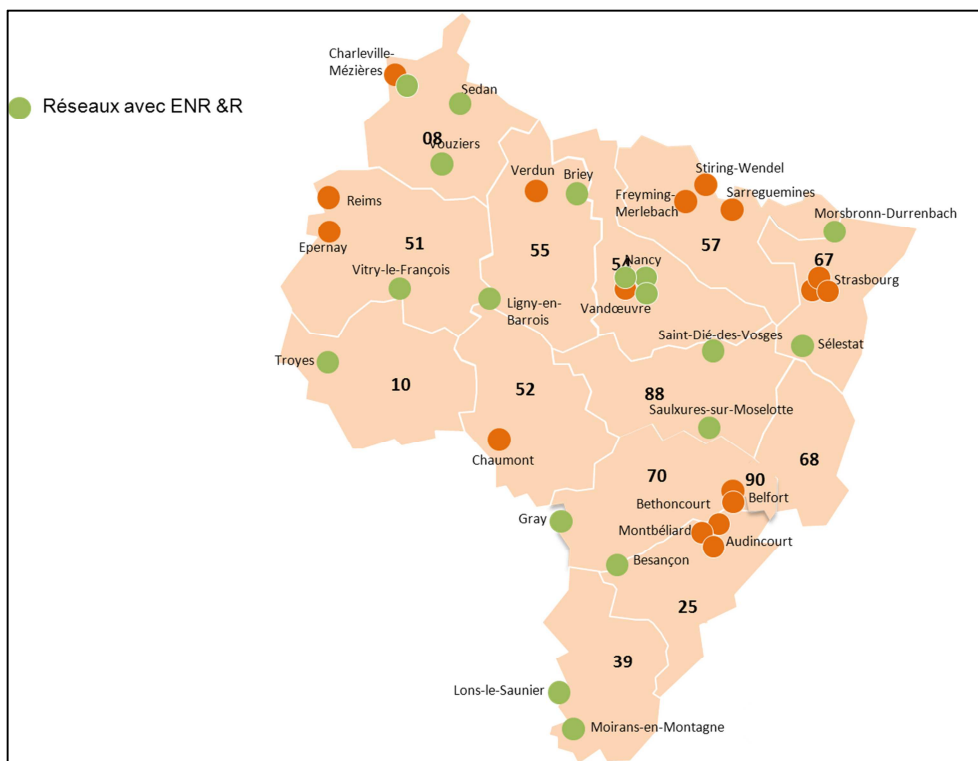 Charleville-
Mézières
Sedan
Réseaux avec ENR &R
08
Vouziers
Verdun
Briey
Stiring-Wendel
Freyming-
Merlebach
Sarreguemines
Reims
Morsbronn-Durrenbach
Epernay
51
55
57
67
54
Nancy
Strasbourg
Vitry-le-François
Ligny-en-
Barrois
Vandœuvre
Saint-Dié-des-Vosges
Sélestat
Troyes
10
52
88
Saulxures-sur-Moselotte
68
Chaumont
70
90
Belfort
Bethoncourt
Gray
Montbéliard
Audincourt
Besançon
25
39
Lons-le-Saunier
Moirans-en-Montagne